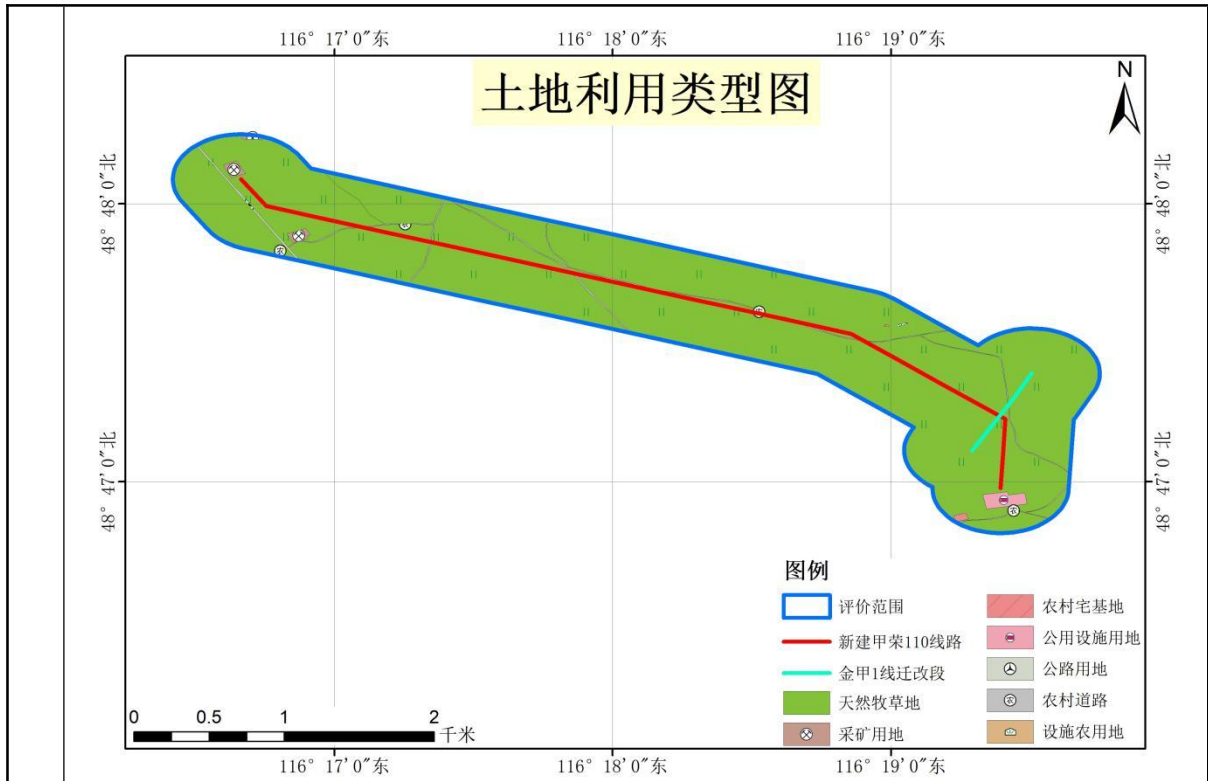 116° 17′ 0″东
116° 18′ 0″东
116° 19′ 0″东
土地利用类型图
N
48° 48′ 0″北
48° 48′ 0″北
48° 47′ 0″北
48° 47′ 0″北
农
农
农
农
图例
评价范围
农村宅基地
新建甲荣110线路
公用设施用地
金甲1线迁改段
公路用地
天然牧草地
农
农村道路
采矿用地
设施农用地
0 0.5 1 2
千米
116° 17′ 0″东
116° 18′ 0″东
116° 19′ 0″东